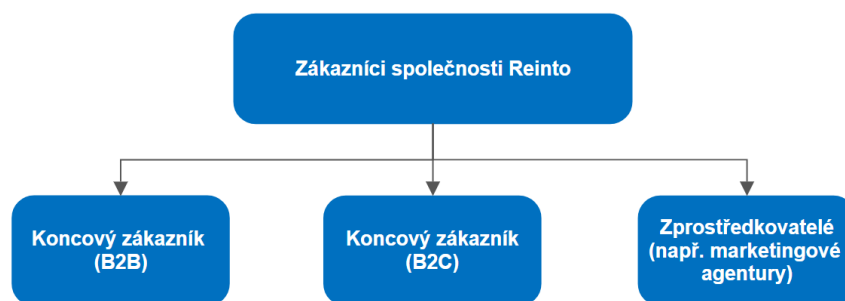 Zákazníci společnosti Reinto
Koncový zákazník
(B2B)
Koncový zákazník
(B2C)
Zprostředkovatelé
(např. marketingové
agentury)